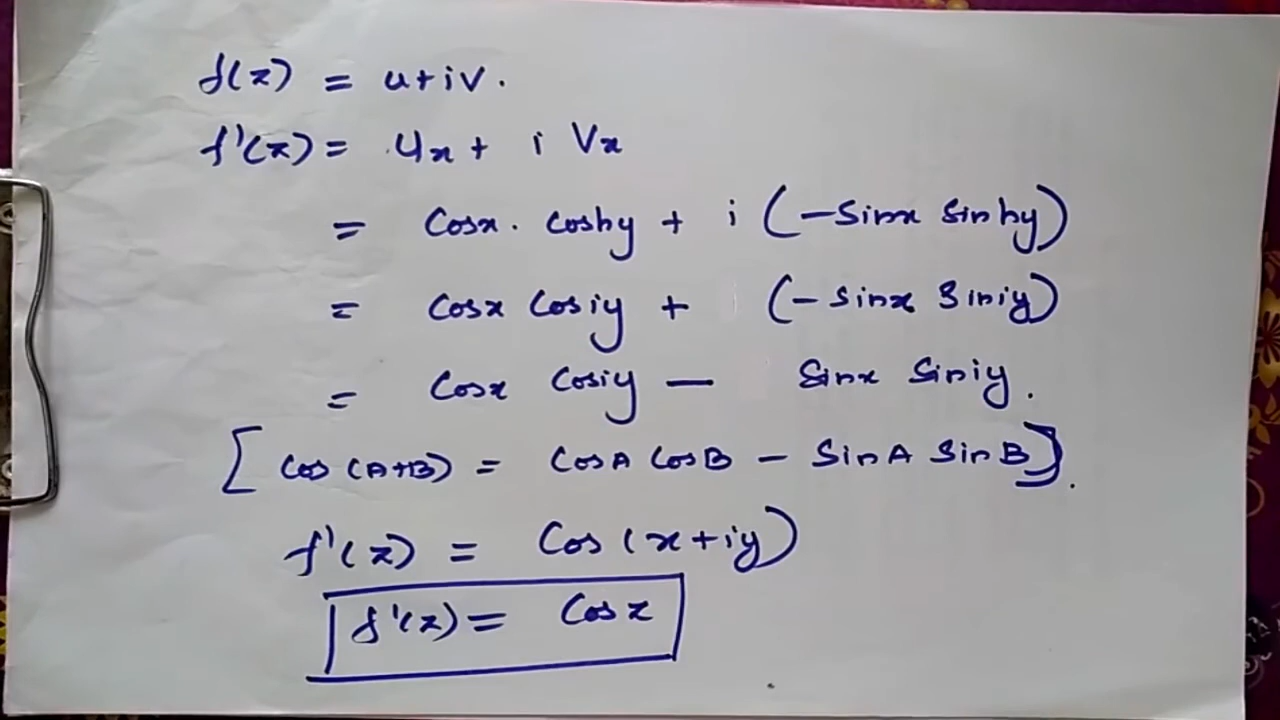 f(z) = u+iv.
f'(z) = ux + i Vx
= Cosx. Coshy + i (-Sinx Sinhy)
= Cosx Cosiy + (-Sinx Siniy)
= Cosx Cosiy — Sinx Siniy.
[Cos (A+B) = CosA CosB - SinA SinB].
f'(z) = Cos (x+iy)
f'(z) = Cosz